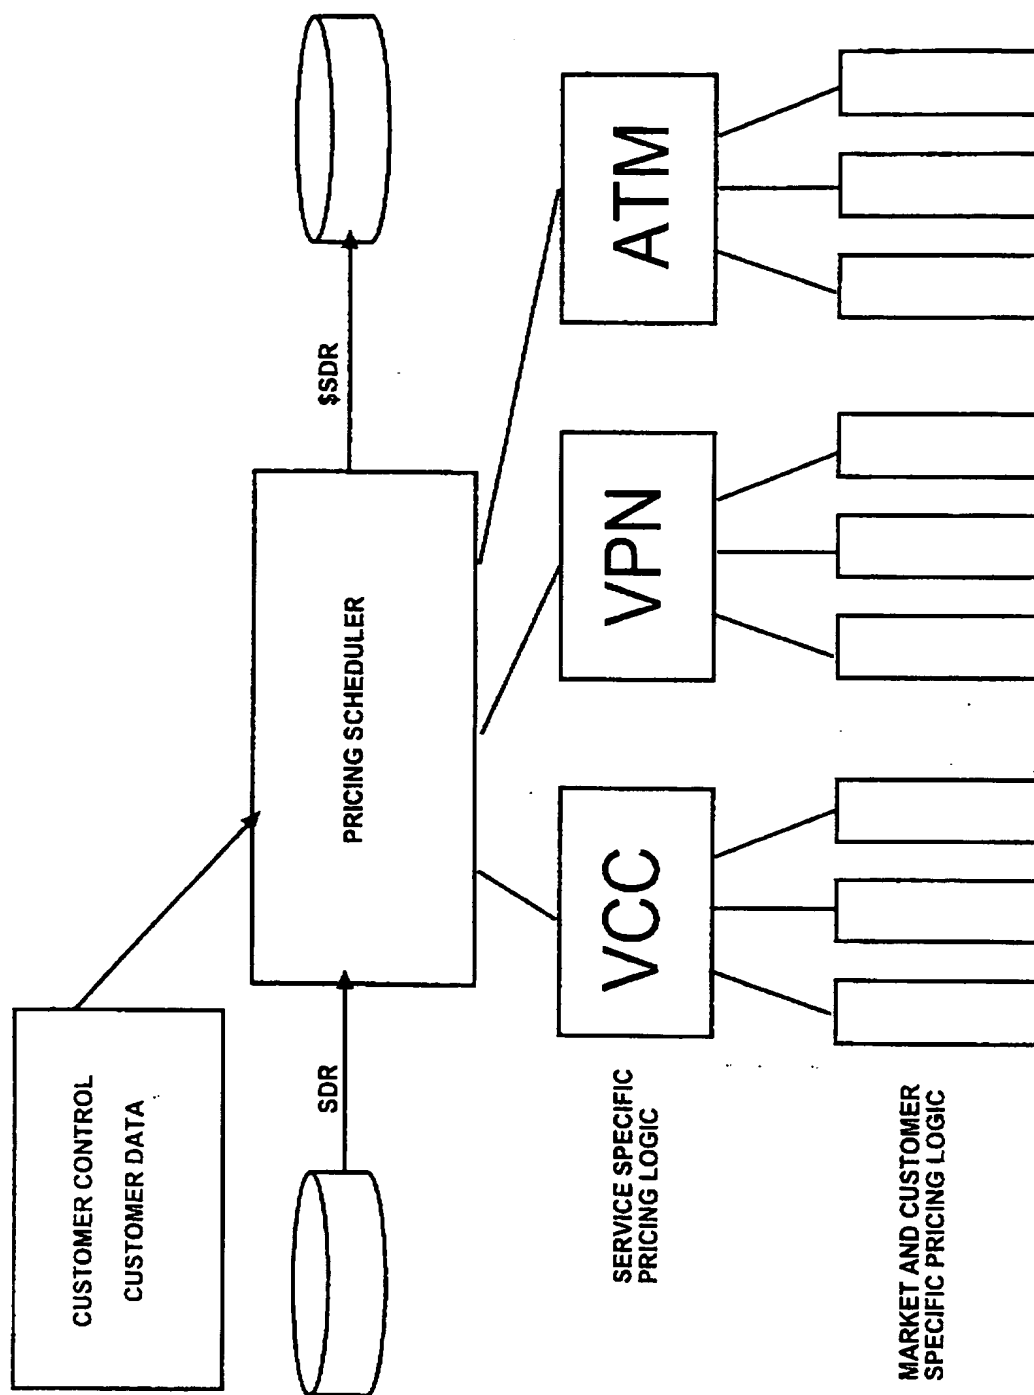 CUSTOMER CONTROL
CUSTOMER DATA
SDR
PRICING SCHEDULER
$SDR
SERVICE SPECIFIC
PRICING LOGIC
VCC
VPN
ATM
MARKET AND CUSTOMER
SPECIFIC PRICING LOGIC